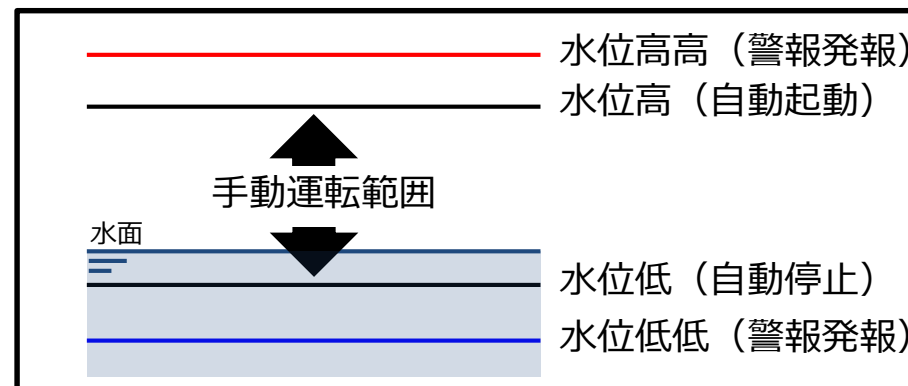 水位高高（警報発報）
水位高（自動起動）
手動運転範囲
水面
水位低（自動停止）
水位低低（警報発報）